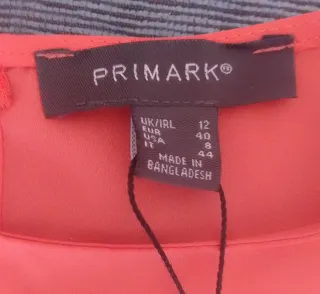 PRIMARK®
UK/IRL 12
EUR 40
USA 8
IT 44
MADE IN
BANGLADESH